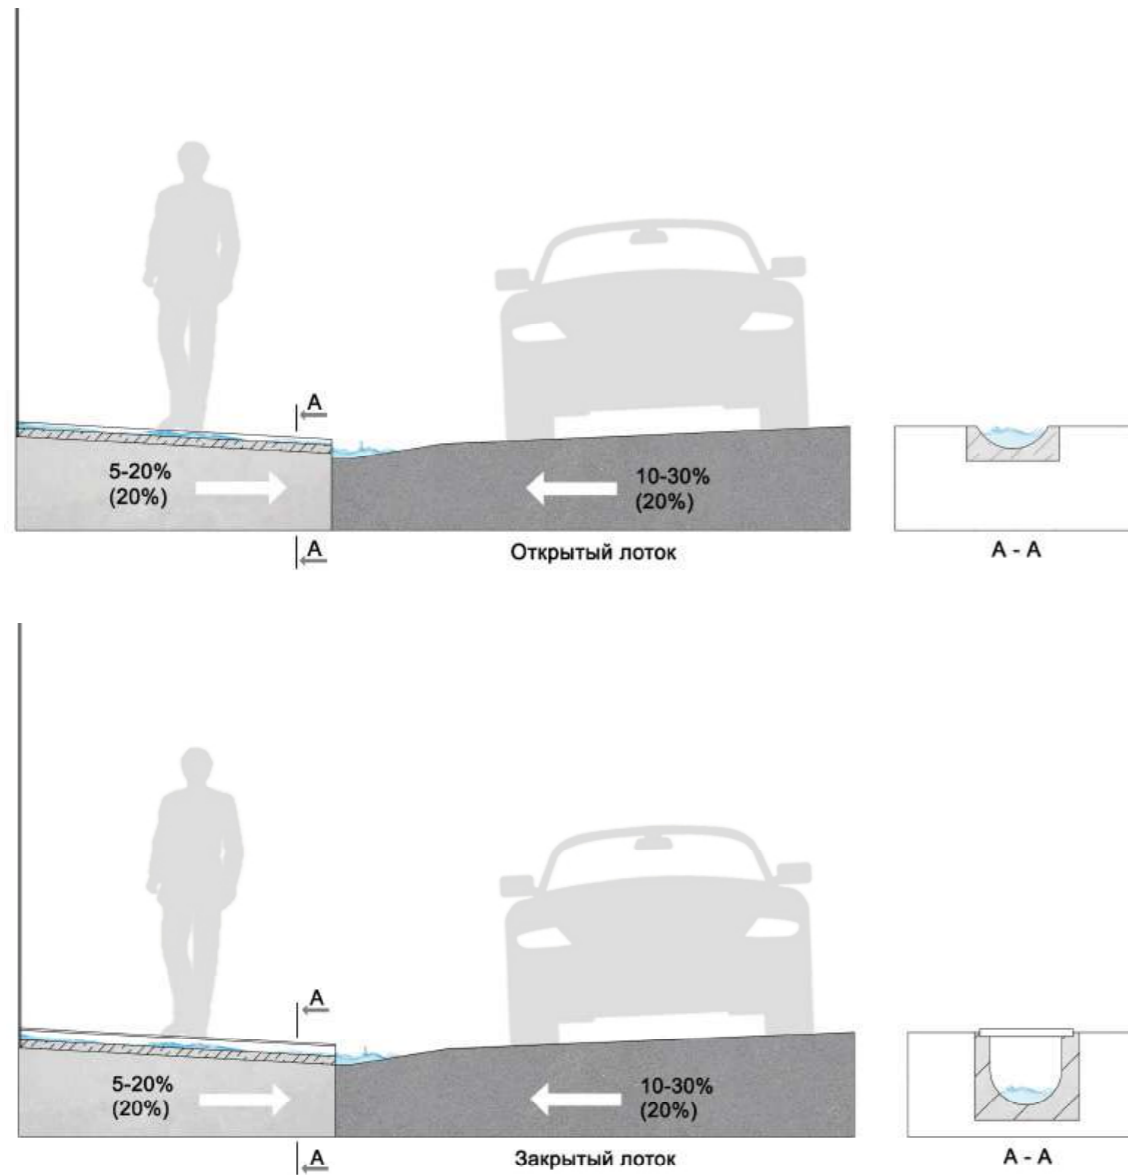 А
5-20%
(20%)
10-30%
(20%)
А
Открытый лоток
А - А
А
5-20%
(20%)
10-30%
(20%)
А
Закрытый лоток
А - А